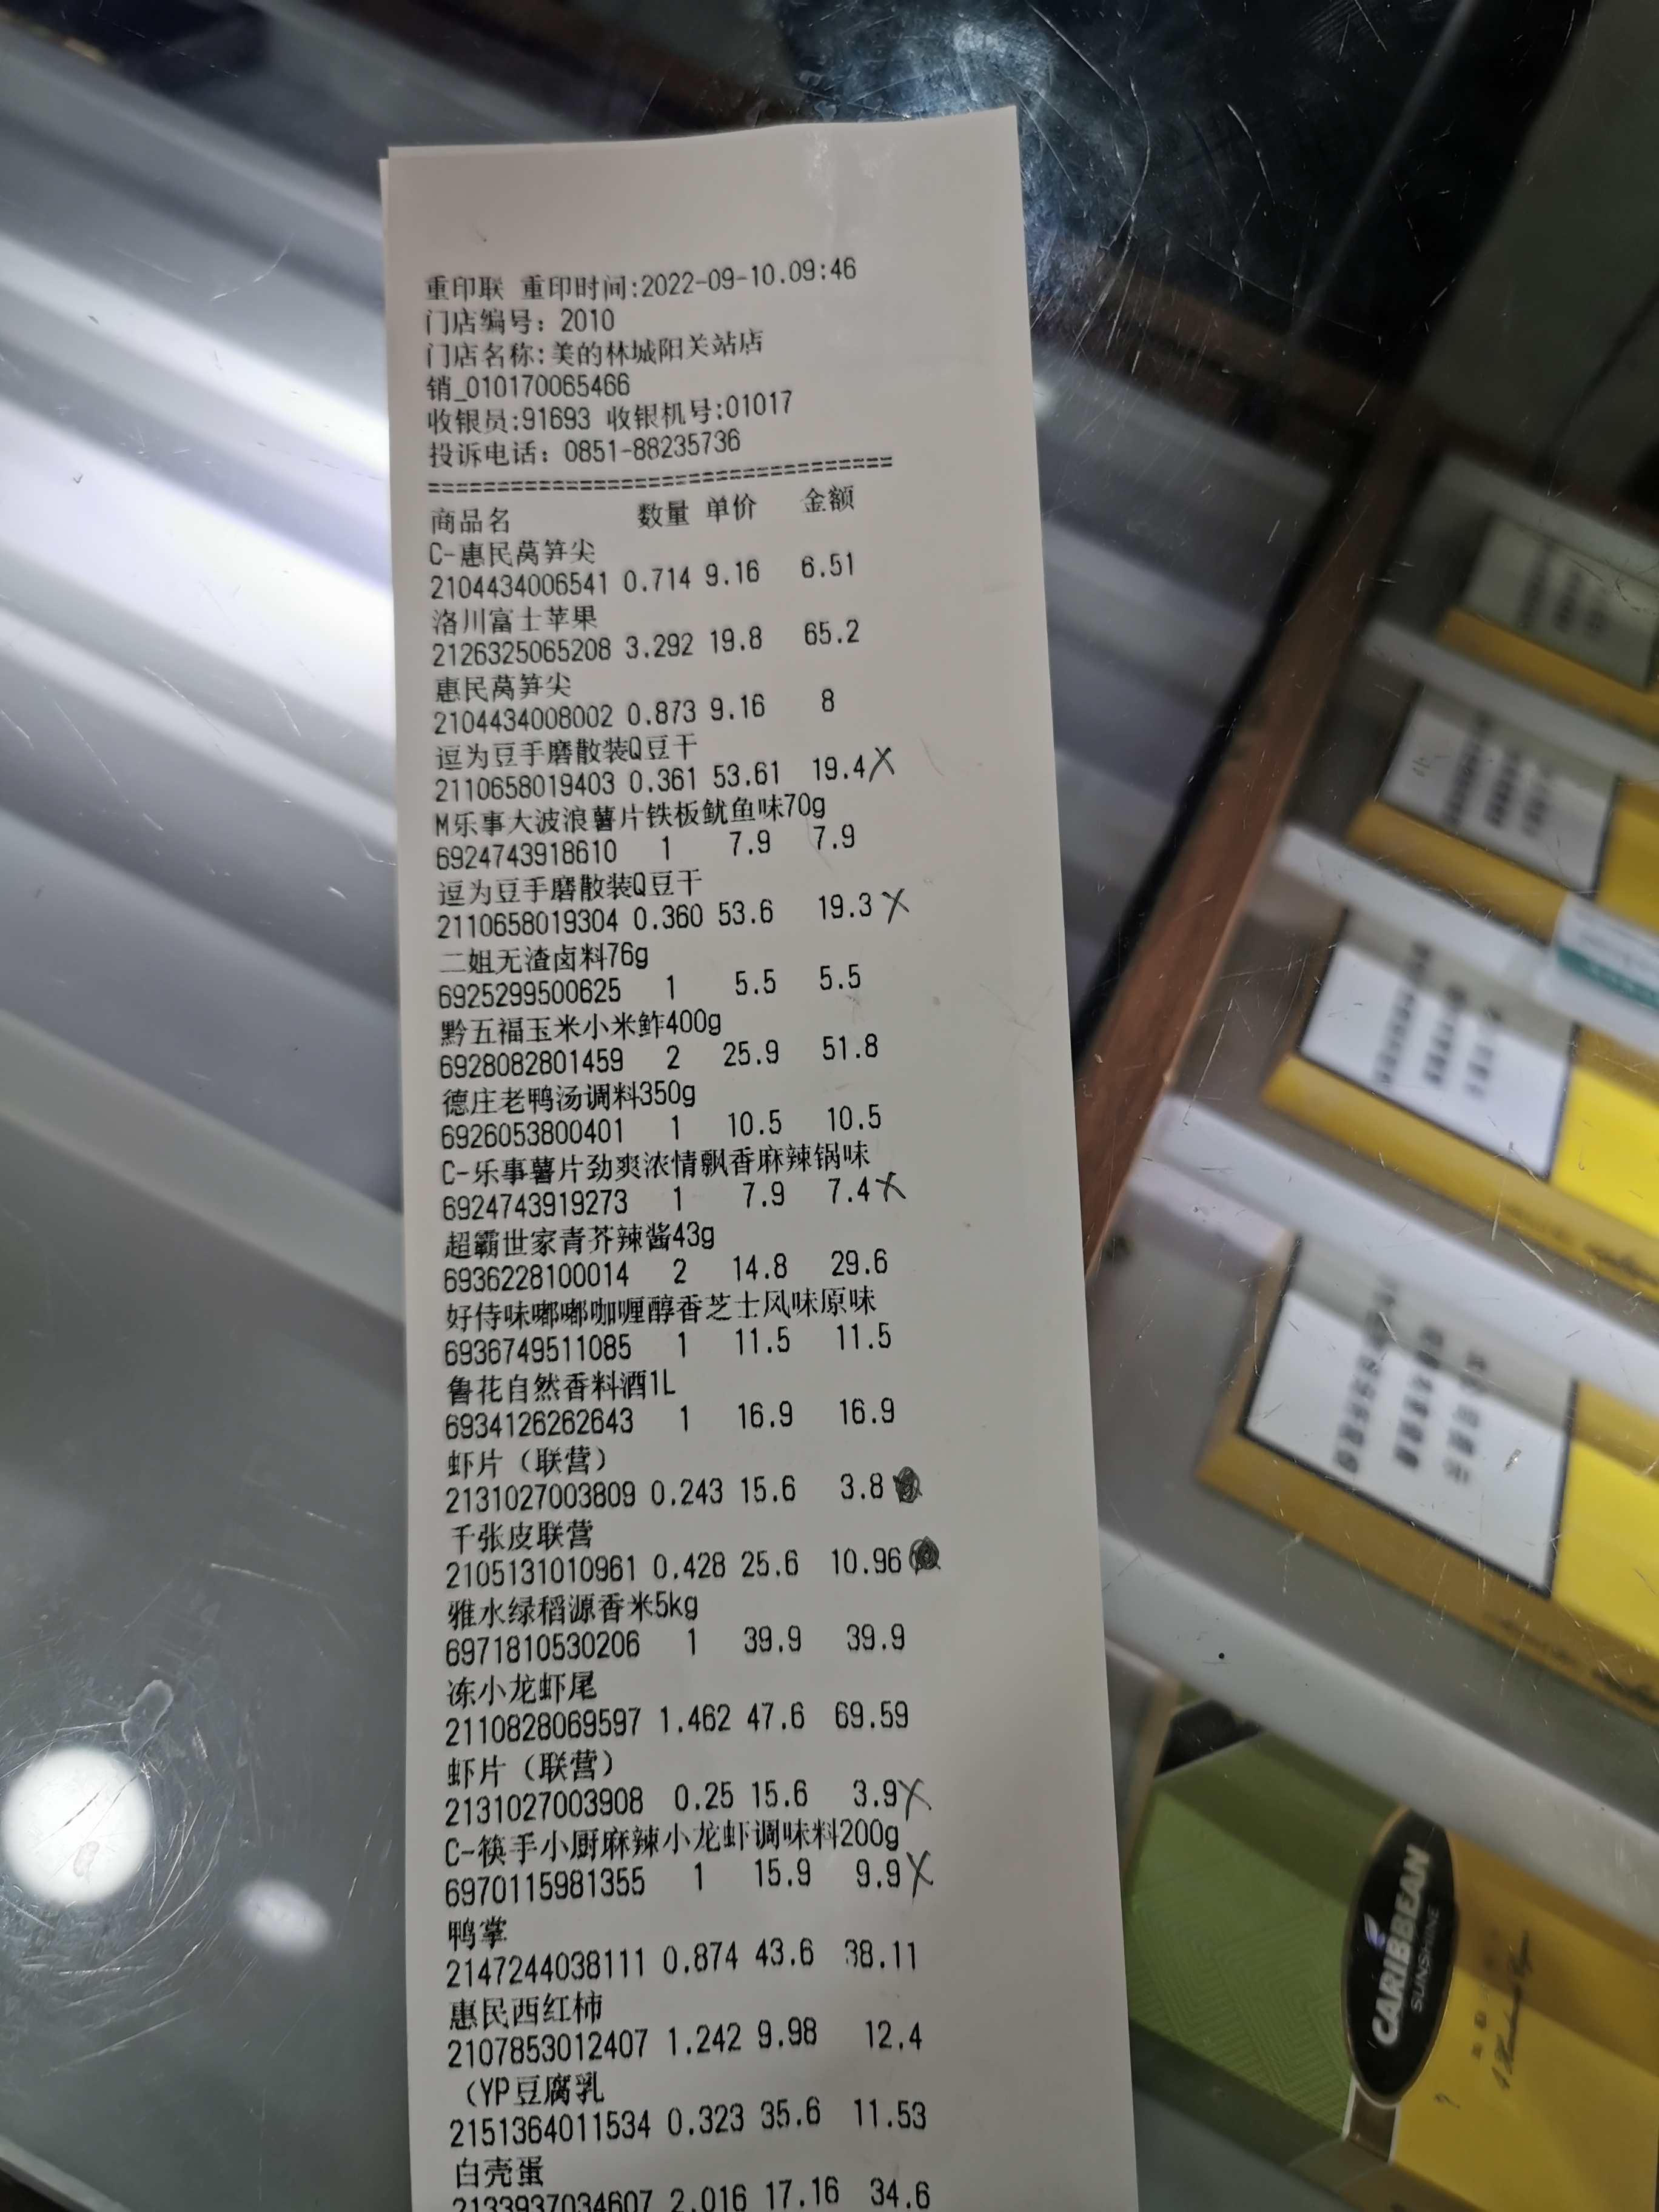 重印联 重印时间:2022-09-10.09:46
门店编号: 2010
门店名称:美的林城阳关站店
销_010170065466
收银员:91693 收银机号:01017
投诉电话: 0851-88235736
==================================
商品名 数量 单价 金额
C-惠民莴笋尖
2104434006541 0.714 9.16 6.51
洛川富士苹果
2126325065208 3.292 19.8 65.2
惠民莴笋尖
2104434008002 0.873 9.16 8
逗为豆手磨散装Q豆干
2110658019403 0.361 53.61 19.4
M乐事大波浪薯片铁板鱿鱼味70g
6924743918610 1 7.9 7.9
逗为豆手磨散装Q豆干
2110658019304 0.360 53.6 19.3
二姐无渣卤料76g
6925299500625 1 5.5 5.5
黔五福玉米小米鲊400g
6928082801459 2 25.9 51.8
德庄老鸭汤调料350g
6926053800401 1 10.5 10.5
C-乐事薯片劲爽浓情飘香麻辣锅味
6924743919273 1 7.9 7.4
超霸世家青芥辣酱43g
6936228100014 2 14.8 29.6
好侍味嘟嘟咖喱醇香芝士风味原味
6936749511085 1 11.5 11.5
鲁花自然香料酒1L
6934126262643 1 16.9 16.9
虾片（联营）
2131027003809 0.243 15.6 3.8
千张皮联营
2105131010961 0.428 25.6 10.96
雅水绿稻源香米5kg
6971810530206 1 39.9 39.9
冻小龙虾尾
2110828069597 1.462 47.6 69.59
虾片（联营）
2131027003908 0.25 15.6 3.9
C-筷手小厨麻辣小龙虾调味料200g
6970115981355 1 15.9 9.9
鸭掌
2147244038111 0.874 43.6 38.11
惠民西红柿
2107853012407 1.242 9.98 12.4
（YP豆腐乳
2151364011534 0.323 35.6 11.53
白壳蛋
2133937034607 2.016 17.16 34.6
CARIBBEAN
SUNSHINE